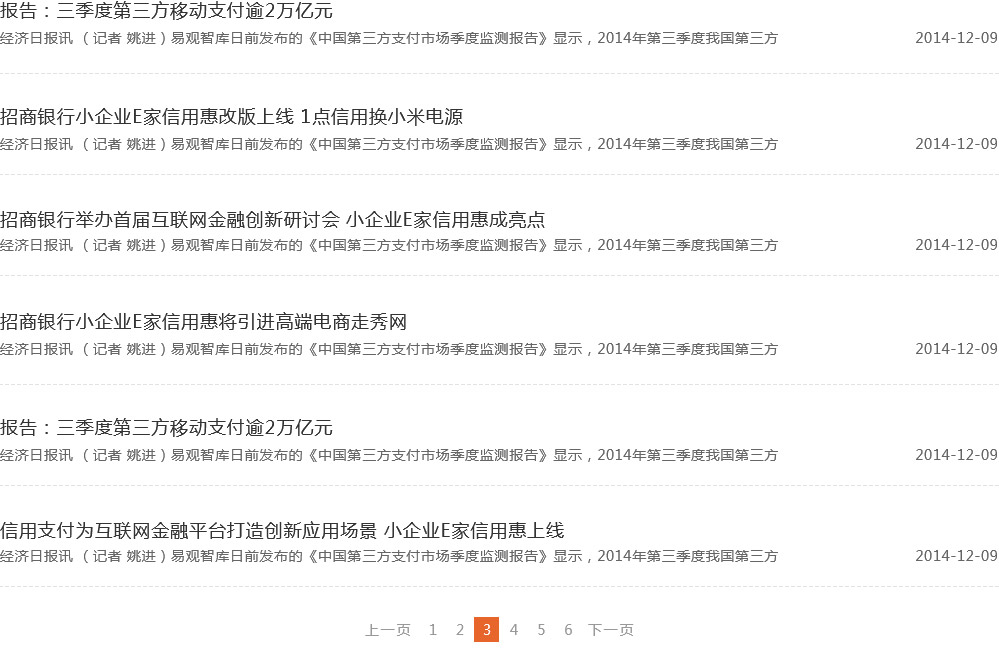 报告：三季度第三方移动支付逾2万亿元
经济日报讯 （ 记者 姚进 ）易观智库日前发布的《中国第三方支付市场季度监测报告》显示，2014年第三季度我国第三方 2014-12-09
招商银行小企业E家信用惠改版上线 1点信用换小米电源
经济日报讯 （ 记者 姚进 ）易观智库日前发布的《中国第三方支付市场季度监测报告》显示，2014年第三季度我国第三方 2014-12-09
招商银行举办首届互联网金融创新研讨会 小企业E家信用惠成亮点
经济日报讯 （ 记者 姚进 ）易观智库日前发布的《中国第三方支付市场季度监测报告》显示，2014年第三季度我国第三方 2014-12-09
招商银行小企业E家信用惠将引进高端电商走秀网
经济日报讯 （ 记者 姚进 ）易观智库日前发布的《中国第三方支付市场季度监测报告》显示，2014年第三季度我国第三方 2014-12-09
报告：三季度第三方移动支付逾2万亿元
经济日报讯 （ 记者 姚进 ）易观智库日前发布的《中国第三方支付市场季度监测报告》显示，2014年第三季度我国第三方 2014-12-09
信用支付为互联网金融平台打造创新应用场景 小企业E家信用惠上线
经济日报讯 （ 记者 姚进 ）易观智库日前发布的《中国第三方支付市场季度监测报告》显示，2014年第三季度我国第三方 2014-12-09
上一页 1 2 3 4 5 6 下一页